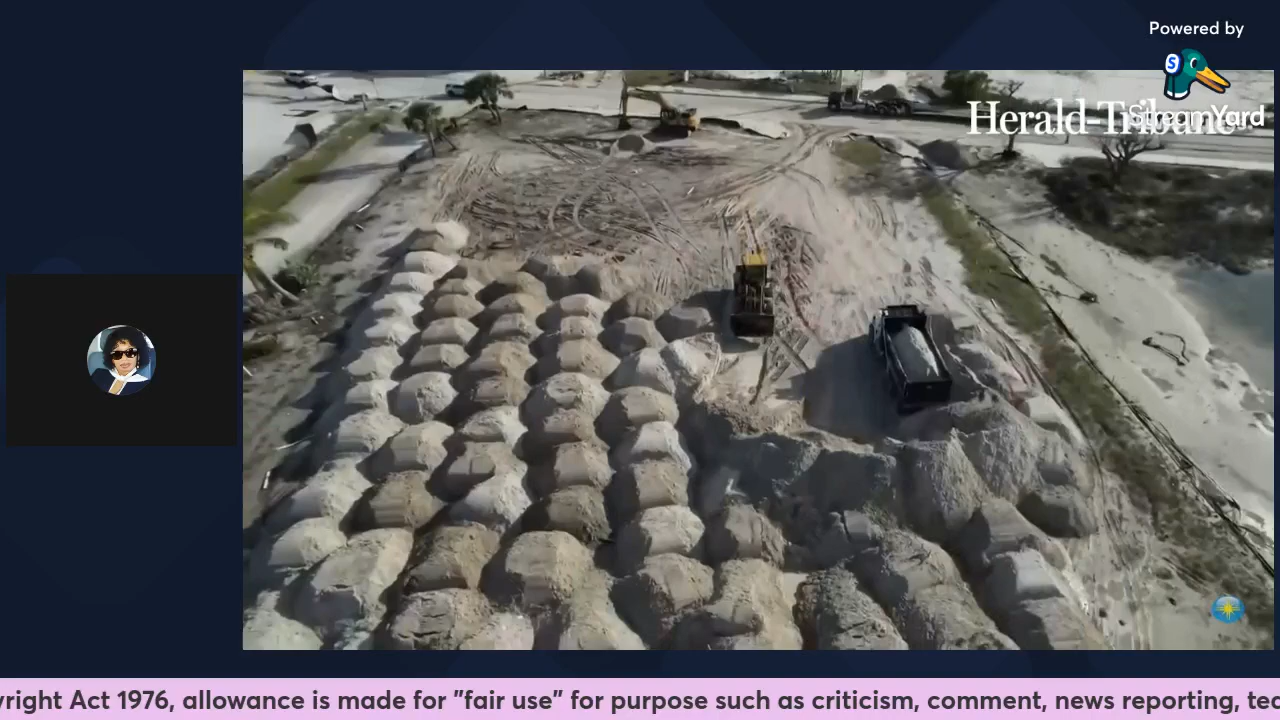 Powered by
S
Herald-Tribune
StreamYard
yright Act 1976, allowance is made for "fair use" for purpose such as criticism, comment, news reporting, tea